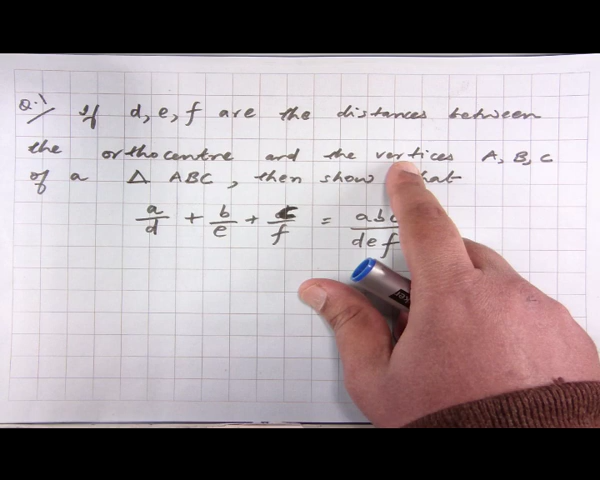 Q.1/ If d, e, f are the distances between
the orthocentre and the vertices A, B, C
of a Δ ABC, then show that
a/d + b/e + c/f = abc/def